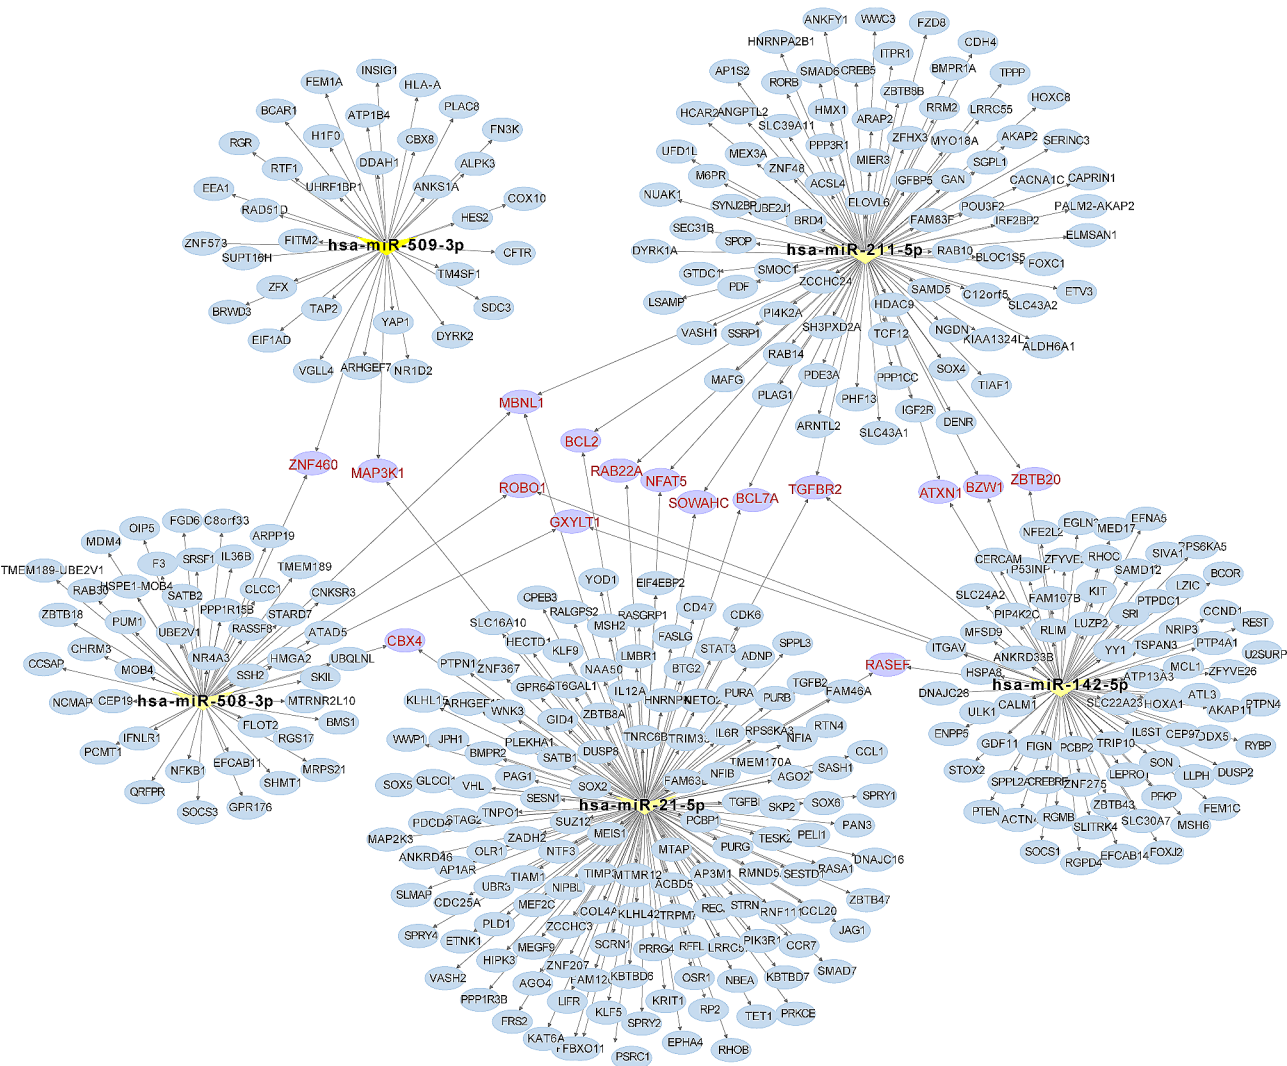 hsa-miR-509-3p
INSIG1
FEM1A
HLA-A
BCAR1
ATP1B4
PLAC8
RGR
H1F0
CBX8
FN3K
RTF1
DDAH1
ALPK3
EEA1
UHRF1BP1
ANKS1A
COX10
RAD51D
HES2
ZNF573
FITM2
CFTR
SUPT16H
TM4SF1
ZFX
SDC3
BRWD3
TAP2
YAP1
DYRK2
EIF1AD
VGLL4
ARHGEF7
NR1D2
hsa-miR-211-5p
ANKFY1
WWC3
FZD8
HNRNPA2B1
ITPR1
CDH4
AP1S2
RORB
SMAD6
CREB5
BMPR1A
TPPP
ZBTB8B
HCAR2
ANGPTL2
HMX1
ARAP2
RRM2
LRRC55
HOXC8
SLC39A11
ZFHX3
MYO18A
AKAP2
SERINC3
UFD1L
MEX3A
PPP3R1
MIER3
SGPL1
M6PR
ZNF48
ACSL4
IGFBP5
GAN
CACNA1C
CAPRIN1
NUAK1
SYNJ2BP
UBE2J1
ELOVL6
POU3F2
PALM2-AKAP2
BRD4
FAM83F
IRF2BP2
SEC31B
ELMSAN1
DYRK1A
SPOP
RAB10
BLOC1S5
FOXC1
GTDC1
SMOC1
ZCCHC24
PDF
SAMD5
C12orf5
ETV3
LSAMP
PI4K2A
HDAC9
SLC43A2
VASH1
SSRP1
SH3PXD2A
TCF12
NGDN
KIAA1324L
ALDH6A1
RAB14
SOX4
MAFG
PDE3A
PPP1CC
TIAF1
PLAG1
PHF13
IGF2R
ARNTL2
SLC43A1
DENR
MBNL1
BCL2
ZNF460
MAP3K1
RAB22A
NFAT5
ROBO1
SOWAHC
BCL7A
TGFBR2
ATXN1
BZW1
ZBTB20
GXYLT1
CBX4
RASEF
hsa-miR-508-3p
FGD6
C8orf33
OIP5
ARPP19
MDM4
SRSF1
IL36B
F3
TMEM189-UBE2V1
HSPE1-MOB4
TMEM189
RAB30
SATB2
CLCC1
CNKSR3
ZBTB18
PPP1R15B
STARD7
PUM1
UBE2V1
RASSF8
ATAD5
CHRM3
NR4A3
HMGA2
UBQLNL
CCSAP
MOB4
SSH2
SKIL
NCMAP
CEP19
MTRNR2L10
BMS1
IFNLR1
FLOT2
PCMT1
RGS17
NFKB1
EFCAB11
MRPS21
QRFPR
SHMT1
SOCS3
GPR176
hsa-miR-21-5p
YOD1
EIF4EBP2
CPEB3
RALGPS2
RASGRP1
CD47
CDK6
SLC16A10
MSH2
FASLG
HECTD1
KLF9
LMBR1
STAT3
SPPL3
PTPN14
ZNF367
NAA50
BTG2
ADNP
ST6GAL1
IL12A
PURA
TGFB2
KLHL15
NETO2
PURB
FAM46A
WNK3
GID4
ZBTB8A
IL6R
RPS6KA3
RTN4
WWP1
JPH1
PLEKHA1
DUSP8
TNRC6B
NFIA
BMPR2
SATB1
TMEM170A
CCL1
SOX5
GLCCI1
PAG1
NFIB
AGO2
SASH1
VHL
SESN1
SOX2
TGFBI
SKP2
SOX6
SPRY1
STAG2
TNPO1
SUZ12
PCBP1
PAN3
MAP2K3
ZADH2
MEIS1
TESK2
PELI1
ANKRD46
OLR1
NTF3
MTAP
PURG
DNAJC16
AP1AR
TIAM1
TIMP3
MTMR12
AP3M1
SESTD1
RASA1
SLMAP
UBR3
NIPBL
ACBD5
ZBTB47
CDC25A
MEF2C
STRN
RNF111
CCL20
SPRY4
PLD1
ZCCHC3
KLHL42
TRPM7
JAG1
ETNK1
MEGF9
SCRN1
PRRG4
RFFL
PIK3R1
CCR7
HIPK3
ZNF207
SMAD7
VASH2
AGO4
KBTBD6
OSR1
NBEA
KBTBD7
PPP1R3B
LIFR
KRIT1
RP2
TET1
PRKCE
FRS2
KLF5
SPRY2
KAT6A
EPHA4
RHOB
FBXO11
PSRC1
hsa-miR-142-5p
EGLN3
EFNA5
NFE2L2
MED17
CERCAM
RHOC
SIVA1
RPS6KA5
SAMD12
BCOR
SLC24A2
FAM107B
KIT
LZIC
PIP4K2C
SRI
PTPDC1
CCND1
RLIM
LUZP2
NRIP3
REST
MFSD9
PTP4A1
ITGAV
YY1
TSPAN3
U2SURP
ANKRD33B
MCL1
HSPA8
ATP13A3
ZFYVE26
DNAJC28
SLC22A23
ATL3
PTPN4
ULK1
CALM1
HOXA1
AKAP11
ENPP5
IL6ST
CEP97
DDX5
RYBP
GDF11
FIGN
PCBP2
TRIP10
STOX2
SON
SPPL2A
CREBRF
ZNF275
LEPROT
LLPH
DUSP2
PFKP
FEM1C
PTEN
ZBTB43
ACTN4
RGMB
SLC30A7
MSH6
SLITRK4
SOCS1
EFCAB14
FOXJ2
RGPD4